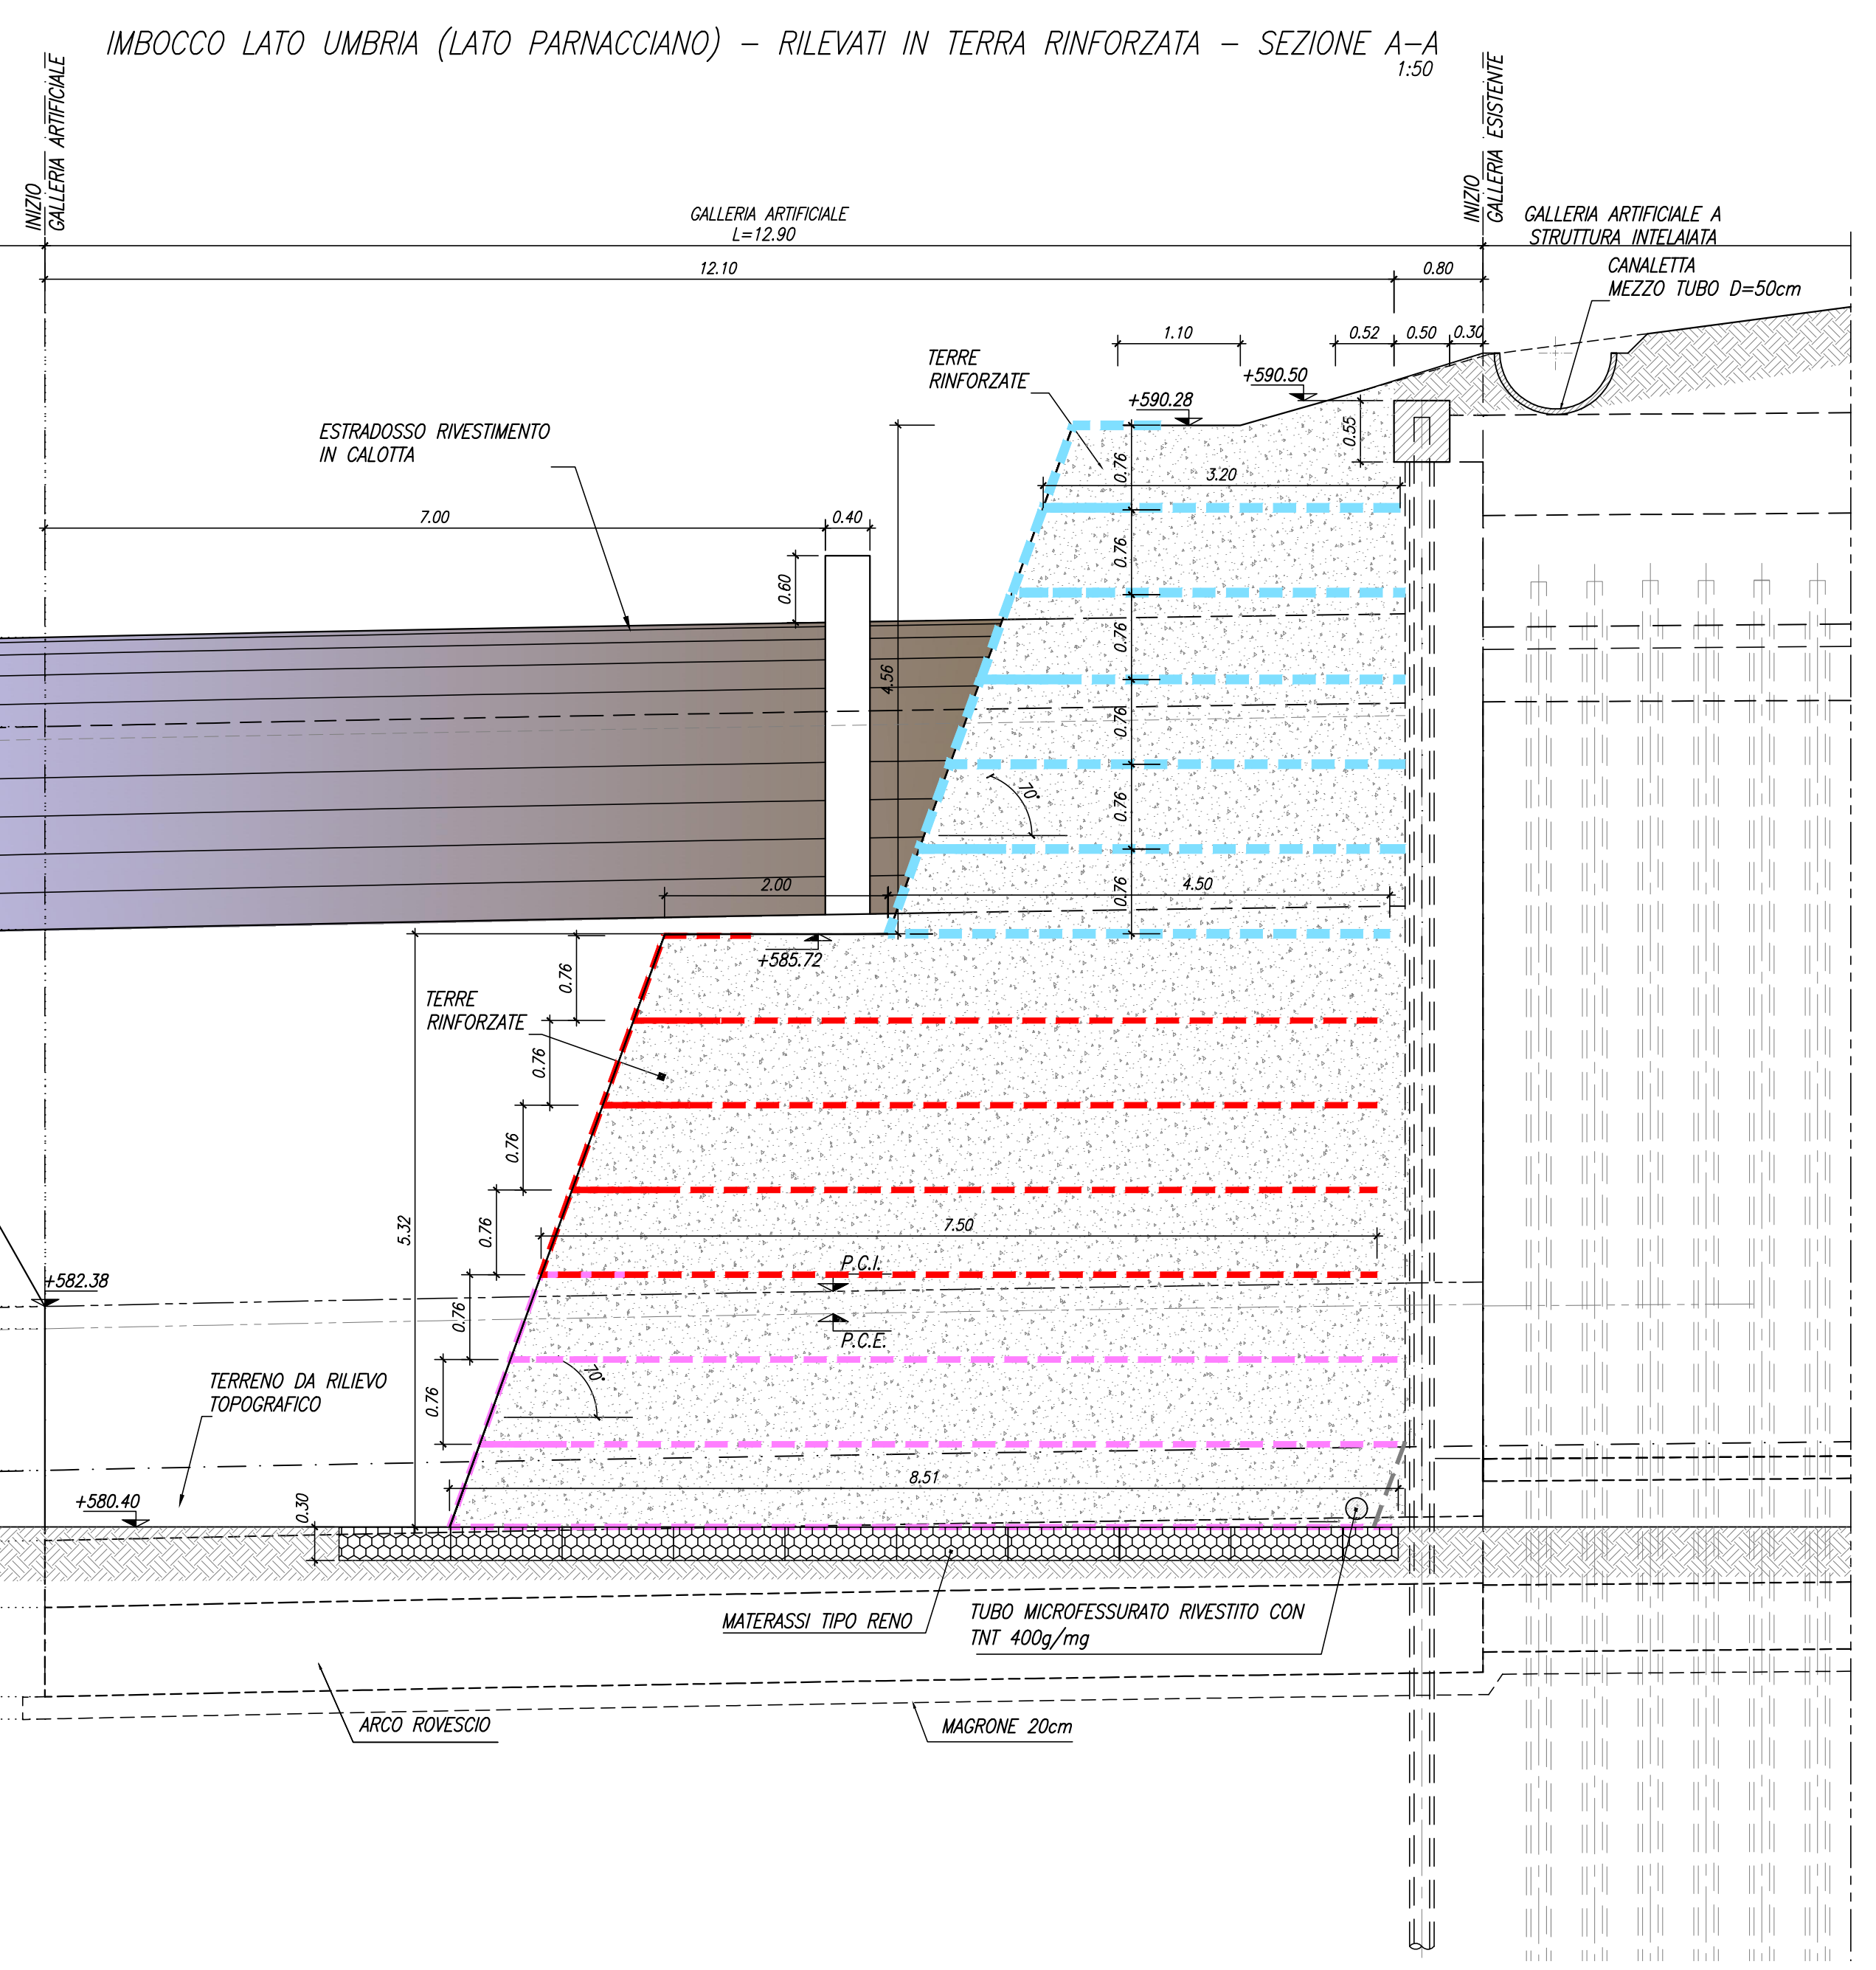 IMBOCCO LATO UMBRIA (LATO PARNACCIANO) – RILEVATI IN TERRA RINFORZATA – SEZIONE A–A
1:50
INIZIO
GALLERIA ARTIFICIALE
INIZIO
GALLERIA ESISTENTE
GALLERIA ARTIFICIALE
L=12.90
GALLERIA ARTIFICIALE A
STRUTTURA INTELAIATA
12.10
0.80
CANALETTA
MEZZO TUBO D=50cm
1.10
0.52
0.50
0.30
TERRE
RINFORZATE
+590.50
+590.28
0.55
ESTRADOSSO RIVESTIMENTO
IN CALOTTA
0.76
3.20
7.00
0.40
0.76
0.60
0.76
4.56
0.76
0.76
70°
2.00
0.76
4.50
+585.72
0.76
TERRE
RINFORZATE
0.76
0.76
5.32
0.76
7.50
P.C.I.
+582.38
0.76
P.C.E.
TERRENO DA RILIEVO
TOPOGRAFICO
70°
0.76
8.51
+580.40
0.30
MATERASSI TIPO RENO
TUBO MICROFESSURATO RIVESTITO CON
TNT 400g/mg
ARCO ROVESCIO
MAGRONE 20cm